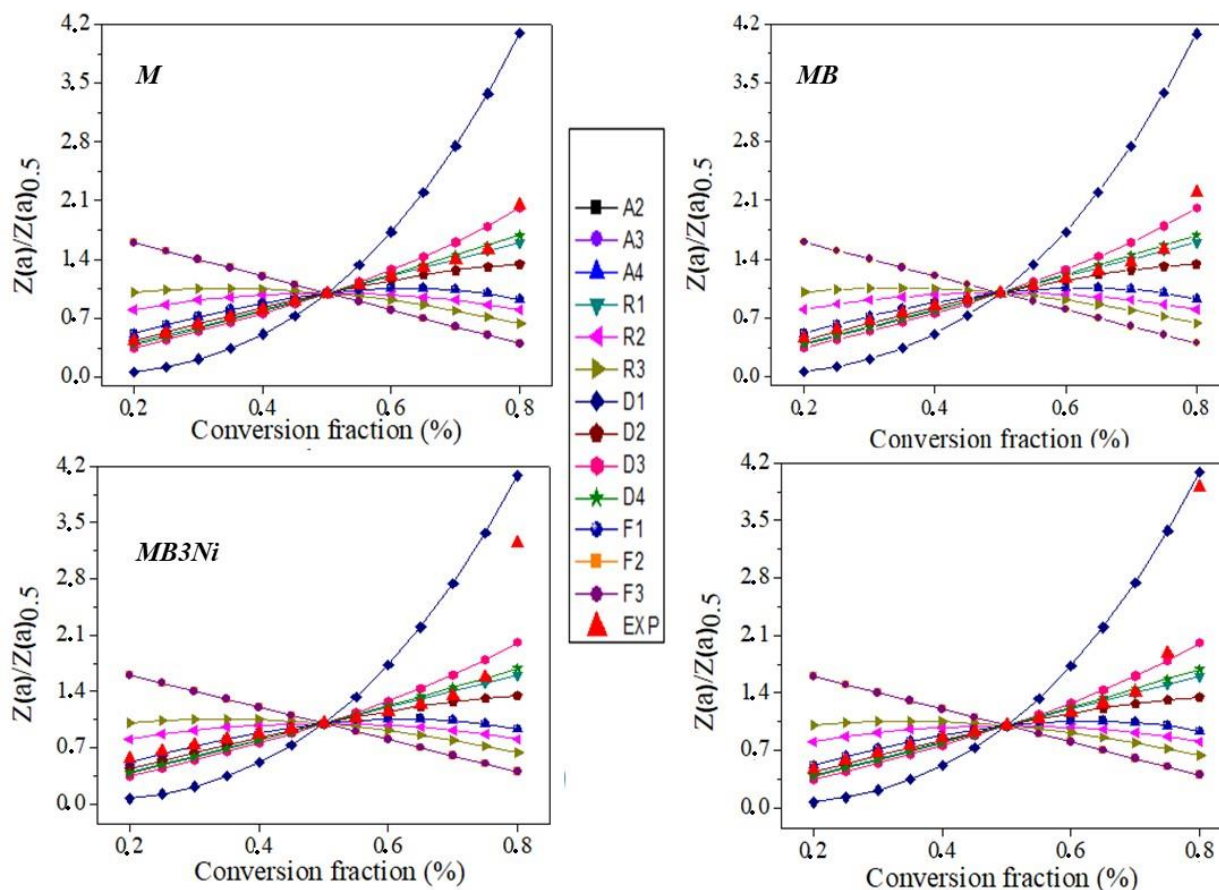 4.2
3.5
2.8
2.1
1.4
0.7
0.0
Z(a)/Z(a)0.5
M
0.2 0.4 0.6 0.8
Conversion fraction (%)
4.2
3.5
2.8
2.1
1.4
0.7
0.0
Z(a)/Z(a)0.5
MB
0.2 0.4 0.6 0.8
Conversion fraction (%)
A2
A3
A4
R1
R2
R3
D1
D2
D3
D4
F1
F2
F3
EXP
4.2
3.5
2.8
2.1
1.4
0.7
0.0
Z(a)/Z(a)0.5
MB3Ni
0.2 0.4 0.6 0.8
Conversion fraction (%)
4.2
3.5
2.8
2.1
1.4
0.7
0.0
Z(a)/Z(a)0.5
0.2 0.4 0.6 0.8
Conversion fraction (%)